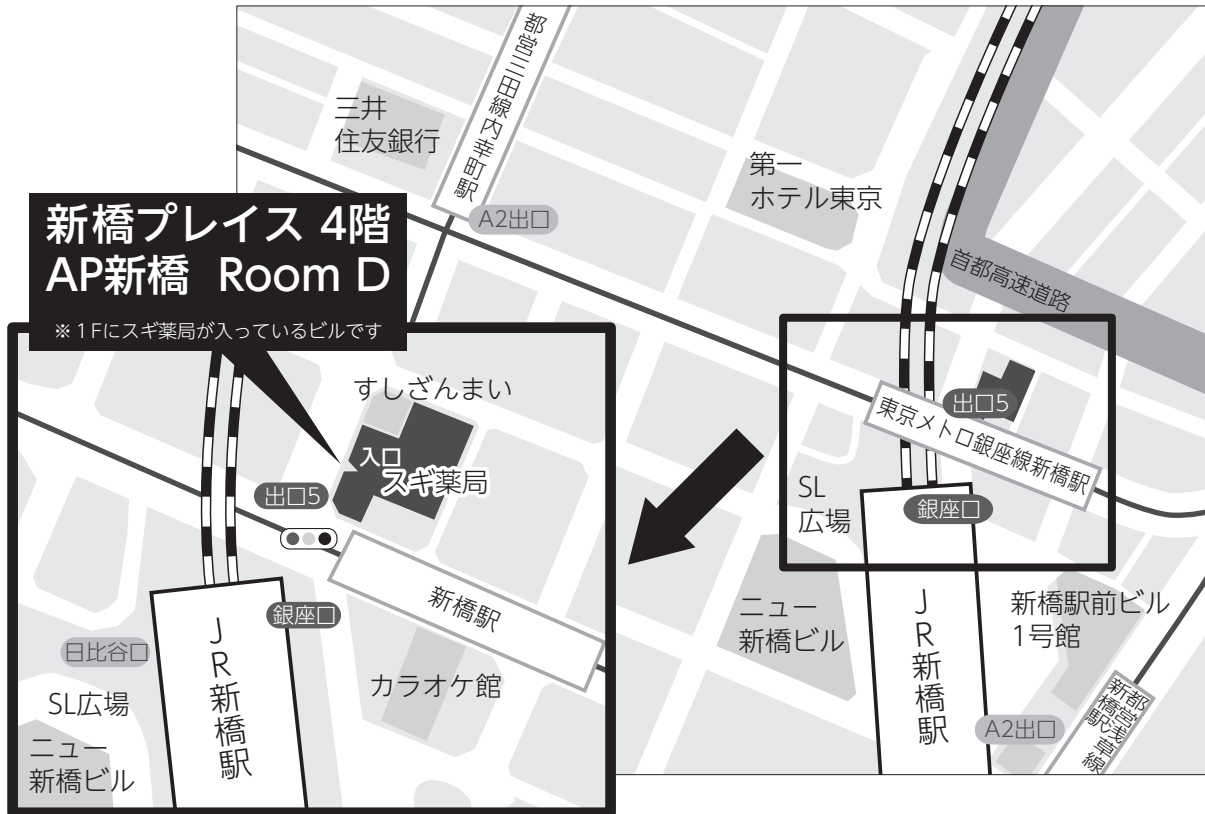 都営三田線内幸町駅
三井
住友銀行
A2出口
第一
ホテル東京
首都高速道路
新橋プレイス 4階
AP新橋 Room D
※1Fにスギ薬局が入っているビルです
すしざんまい
入口
スギ薬局
出口5
新橋駅
銀座口
JR新橋駅
日比谷口
SL広場
ニュー
新橋ビル
カラオケ館
出口5
東京メトロ銀座線新橋駅
SL
広場
銀座口
ニュー
新橋ビル
JR新橋駅
新橋駅前ビル
1号館
A2出口
都営浅草線
新橋駅